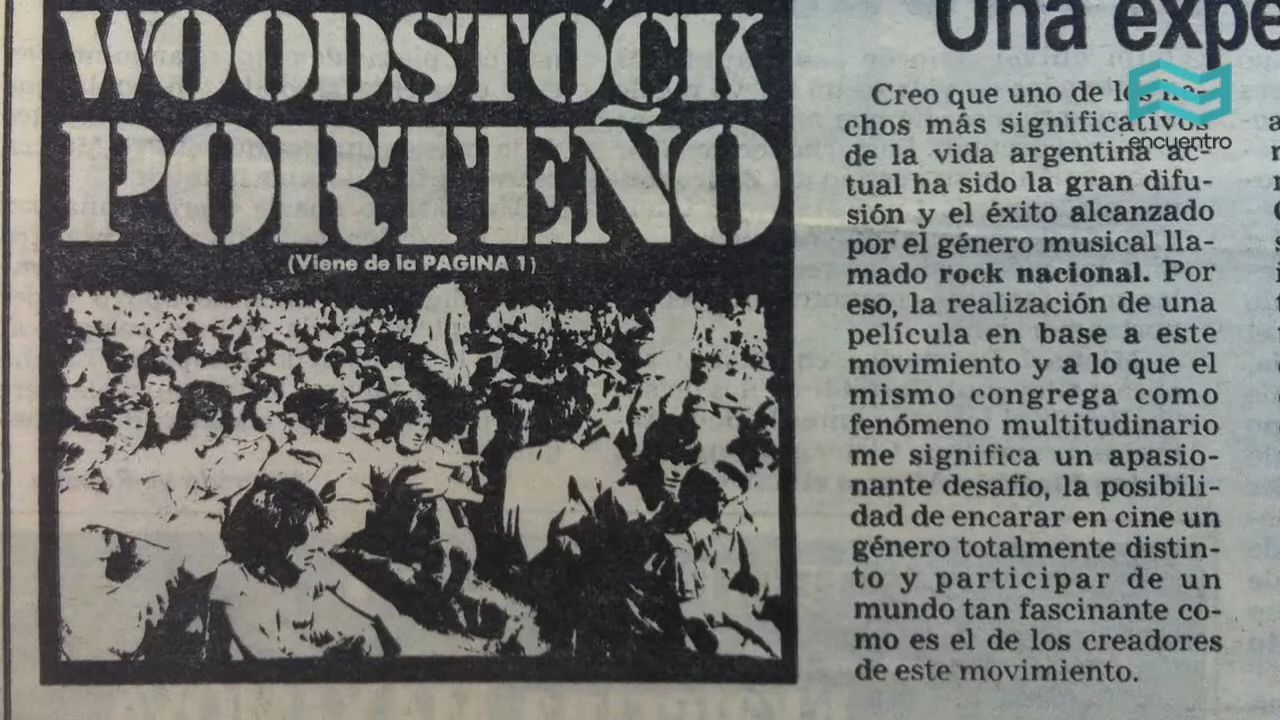 WOODSTOCK
PORTEÑO
(Viene de la PAGINA 1)
Una
Creo que uno de los he-
chos más significativos
de la vida argentina ac-
tual ha sido la gran difu-
sión y el éxito alcanzado
por el género musical lla-
mado rock nacional. Por
eso, la realización de una
película en base a este
movimiento y a lo que el
mismo congrega como
fenómeno multitudinario
me significa un apasio-
nante desafío, la posibili-
dad de encarar en cine un
género totalmente distin-
to y participar de un
mundo tan fascinante co-
mo es el de los creadores
de este movimiento.
encuentro